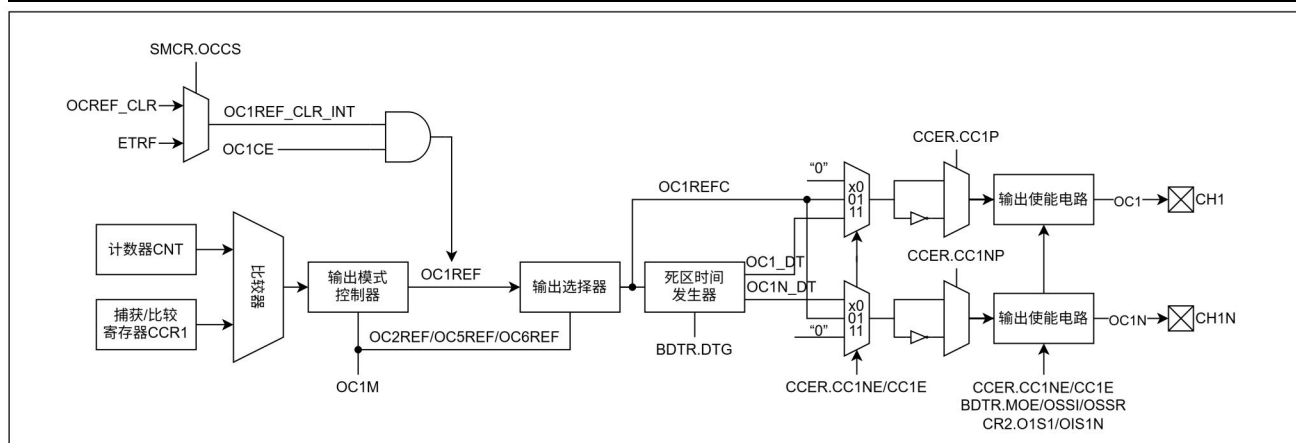 SMCR.OCCS
OCREF_CLR
OC1REF_CLR_INT
ETRF
OC1CE
CCER.CC1P
“0”
OC1REFC
x0
01
11
输出使能电路
OC1
CH1
计数器CNT
比较器
输出模式
控制器
OC1REF
输出选择器
死区时间
发生器
OC1_DT
OC1N_DT
CCER.CC1NP
捕获/比较
寄存器CCR1
x0
01
11
“0”
输出使能电路
OC1N
CH1N
OC2REF/OC5REF/OC6REF
BDTR.DTG
OC1M
CCER.CC1NE/CC1E
CCER.CC1NE/CC1E
BDTR.MOE/OSSI/OSSR
CR2.O1S1/OIS1N